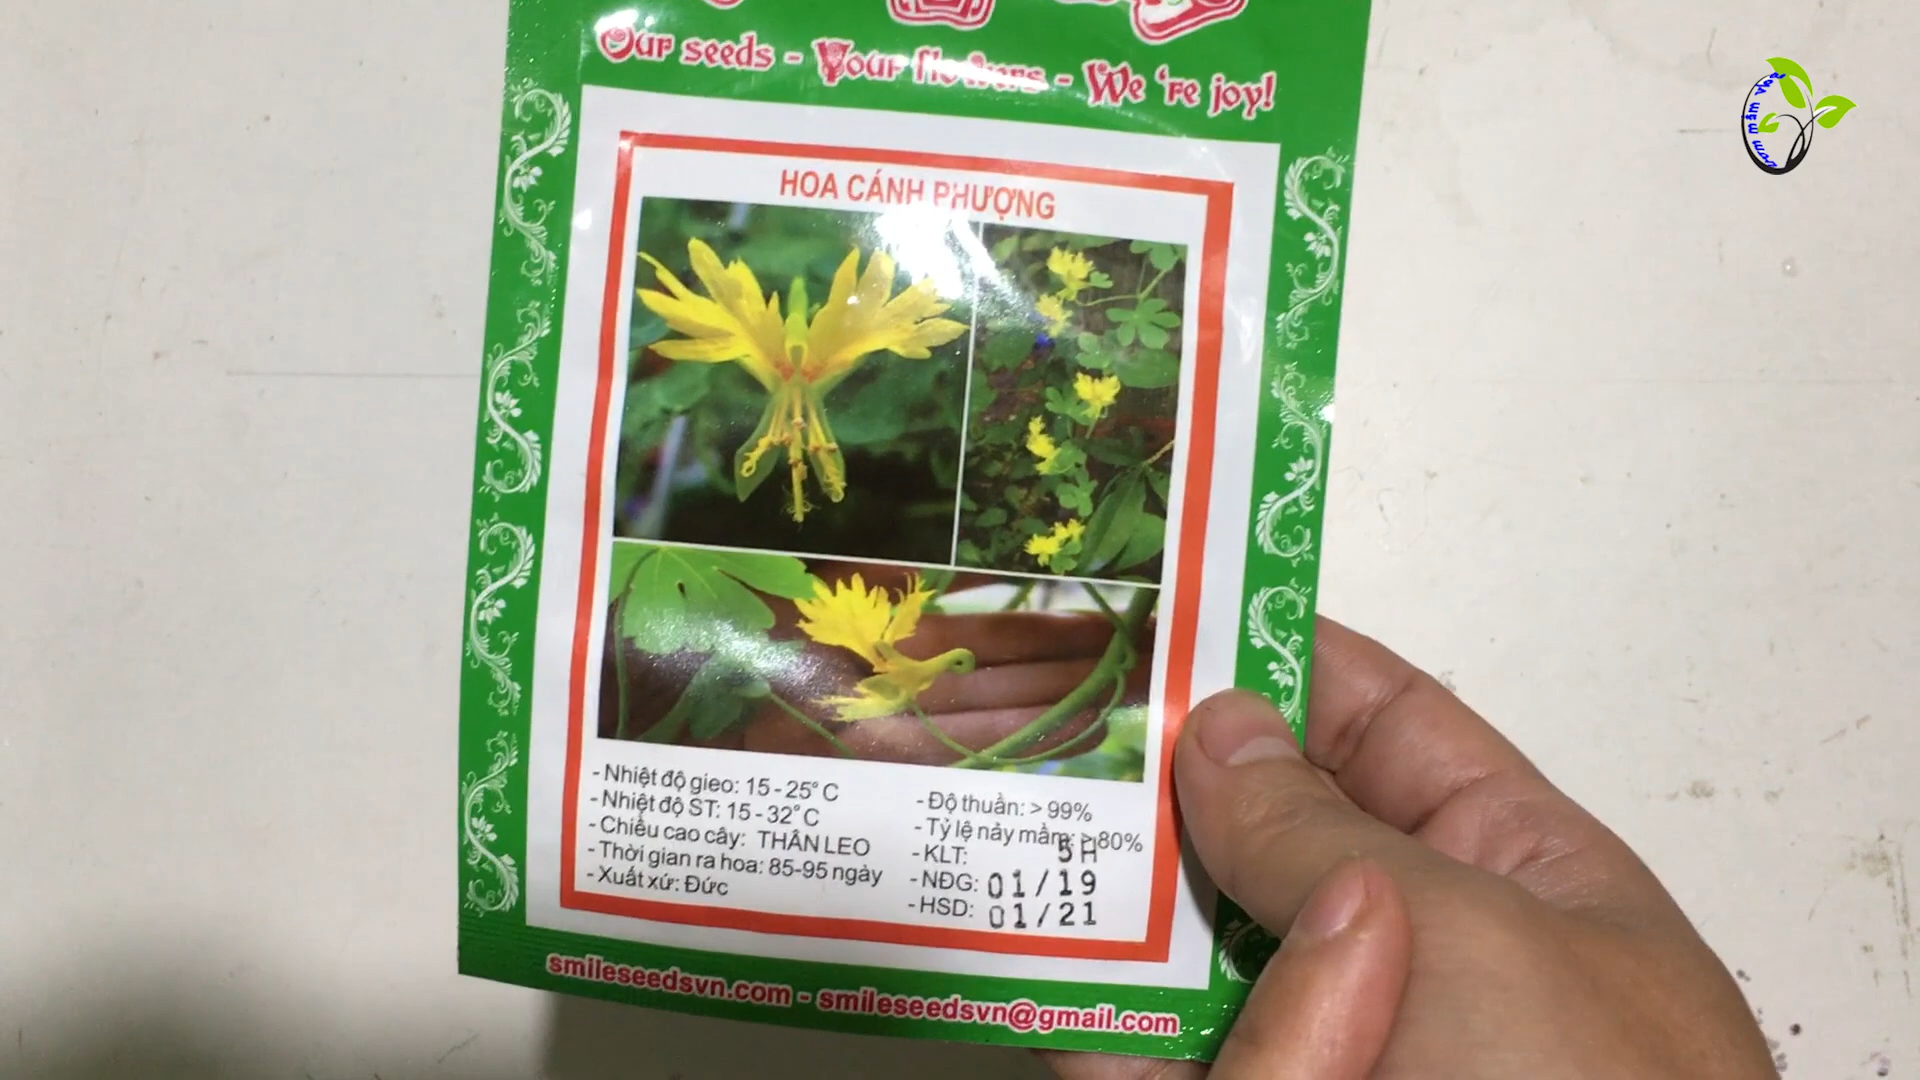 Our seeds - Your flowers - We 're joy!
HOA CÁNH PHƯỢNG
- Nhiệt độ gieo: 15 - 25° C
- Nhiệt độ ST: 15 - 32° C
- Chiều cao cây: THÂN LEO
- Thời gian ra hoa: 85-95 ngày
- Xuất xứ: Đức
- Độ thuần: > 99%
- Tỷ lệ nảy mầm: > 80%
- KLT: 5 H
- NĐG: 01/19
- HSD: 01/21
smileseedsvn.com - smileseedsvn@gmail.com